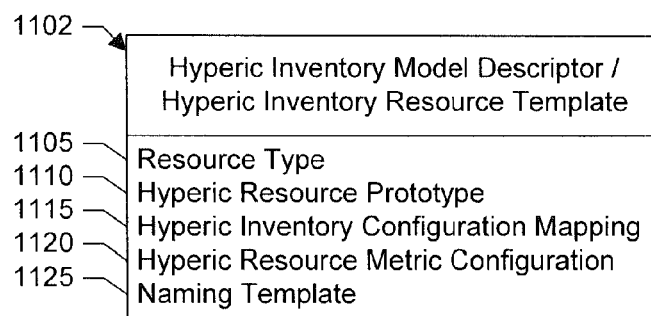 1102
Hyperic Inventory Model Descriptor /
Hyperic Inventory Resource Template
1105 Resource Type
1110 Hyperic Resource Prototype
1115 Hyperic Inventory Configuration Mapping
1120 Hyperic Resource Metric Configuration
1125 Naming Template